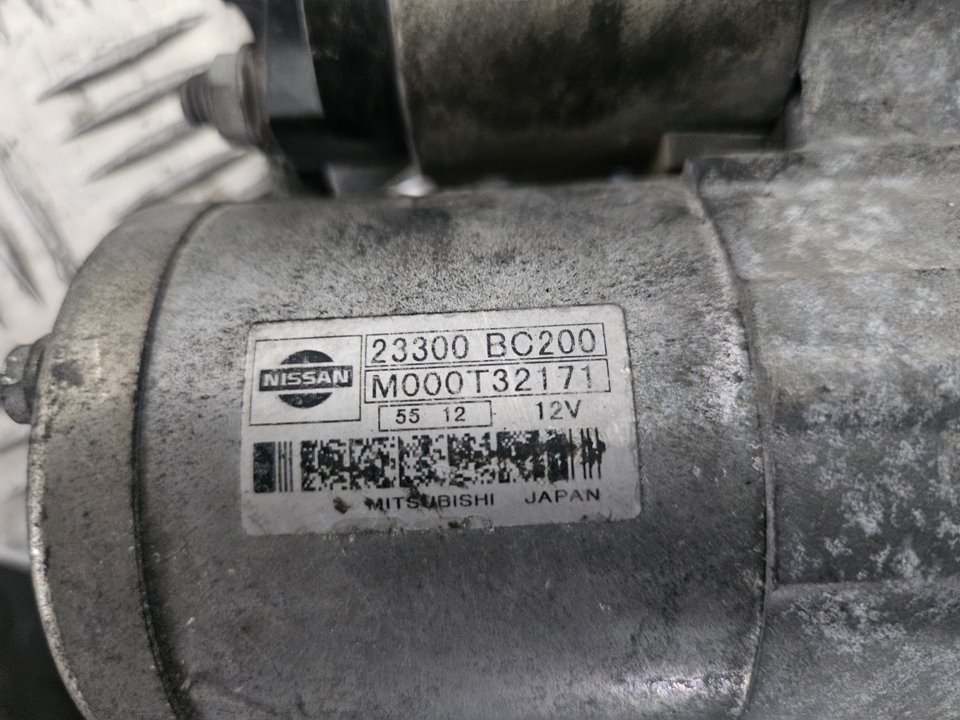 NISSAN
23300 BC200
M000T32171
55 12 12V
MITSUBISHI JAPAN